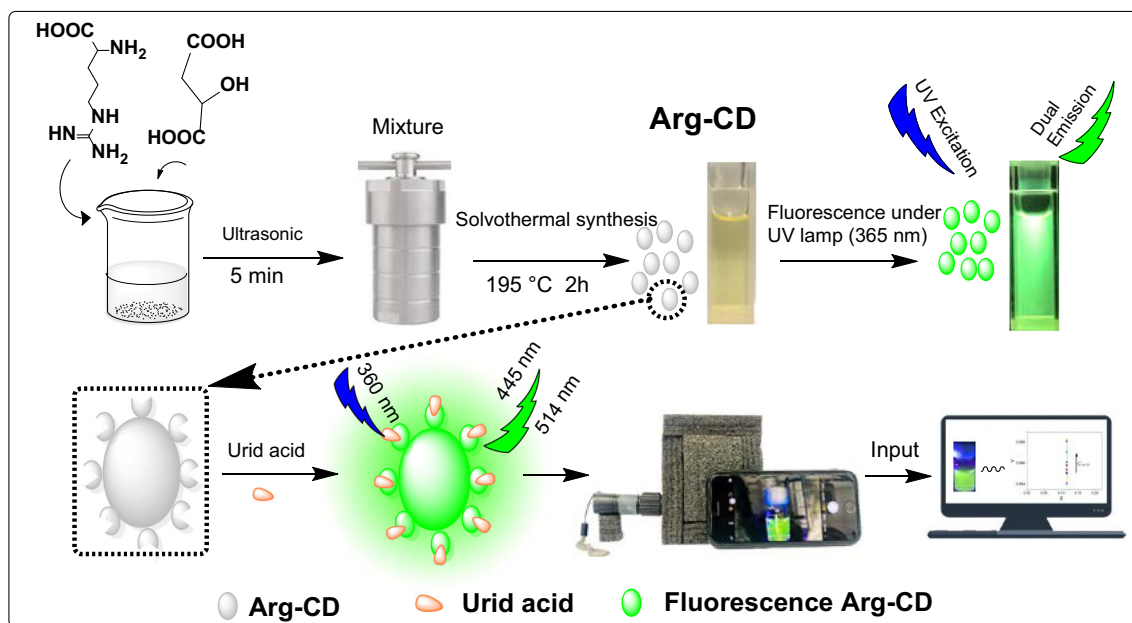 HOOC
NH2
NH
HN
NH2
COOH
OH
HOOC
Ultrasonic
5 min
Mixture
Solvothermal synthesis
195 °C 2h
Arg-CD
Fluorescence under
UV lamp (365 nm)
UV Excitation
Dual
Emission
Urid acid
360 nm
445 nm
514 nm
Input
Y
X
Arg-CD
Urid acid
Fluorescence Arg-CD